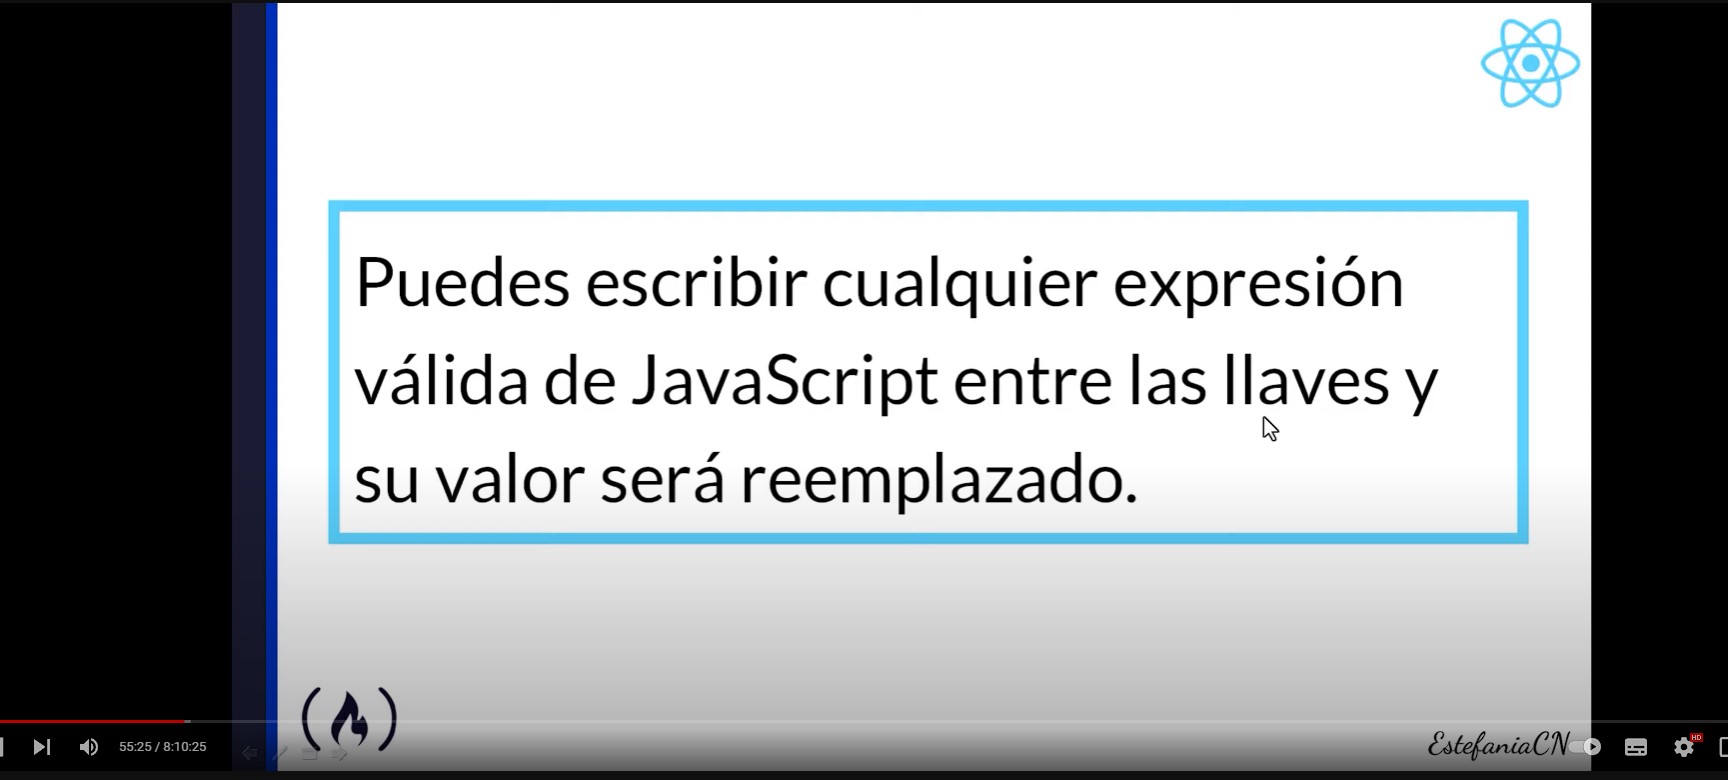 Puedes escribir cualquier expresión
válida de JavaScript entre las llaves y
su valor será reemplazado.
55:25 / 8:10:25
EstefaniaCN
HD